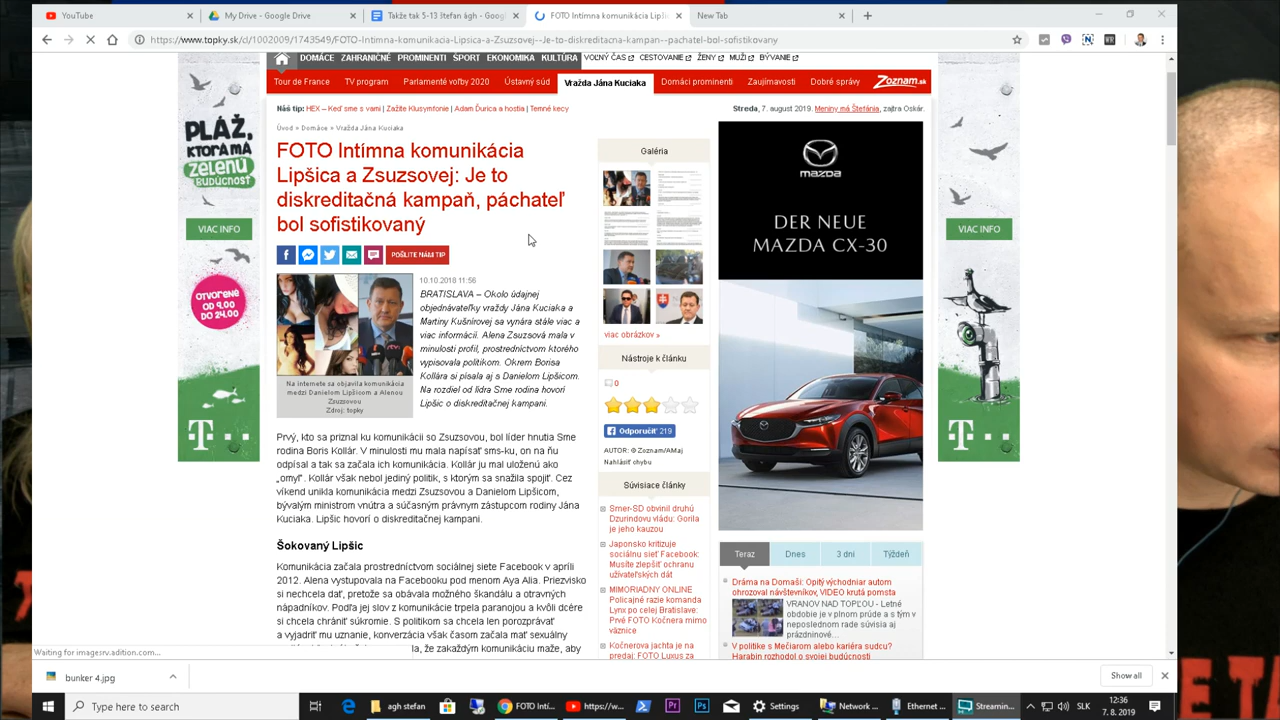 YouTube
My Drive - Google Drive
Takže tak 5-13 štefan ágh - Goog
FOTO Intímna komunikácia Lipši
New Tab
https://www.topky.sk/cl/1002009/1743549/FOTO-Intimna-komunikacia-Lipsica-a-Zsuzsovej--Je-to-diskreditacna-kampan--pachatel-bol-sofistikovany
DOMÁCE ZAHRANIČNÉ PROMINENTI ŠPORT EKONOMIKA KULTÚRA VOĽNÝ ČAS CESTOVANIE ŽENY MUŽI BÝVANIE
Tour de France TV program Parlamenté voľby 2020 Ústavný súd Vražda Jána Kuciaka Domáci prominenti Zaujímavosti Dobré správy Zoznam.sk
Náš tip: HEX – Keď sme s vami | Zažite Klusymfonie | Adam Ďurica a hostia | Temné kecy
Streda, 7. august 2019. Meniny má Štefánia, zajtra Oskár.
Úvod » Domáce » Vražda Jána Kuciaka
FOTO Intímna komunikácia
Lipšica a Zsuzsovej: Je to
diskreditačná kampaň, páchateľ
bol sofistikovaný
POŠLITE NÁM TIP
10.10.2018 11:56
BRATISLAVA – Okolo údajnej
objednávateľky vraždy Jána Kuciaka a
Martiny Kušnírovej sa vynára stále viac a
viac informácií. Alena Zsuzsová mala v
minulosti profil, prostredníctvom ktorého
vypisovala politikom. Okrem Borisa
Kollára si písala aj s Danielom Lipšicom.
Na rozdiel od lídra Sme rodina hovorí
Lipšic o diskreditačnej kampani.
Na internete sa objavila komunikácia
medzi Danielom Lipšicom a Alenou
Zsuzsovou
Zdroj: topky
Prvý, kto sa priznal ku komunikácii so Zsuzsovou, bol líder hnutia Sme
rodina Boris Kollár. V minulosti mu mala napísať sms-ku, on na ňu
odpísal a tak sa začala ich komunikácia. Kollár ju mal uloženú ako
„omyl". Kollár však nebol jediný politik, s ktorým sa snažila spojiť. Cez
víkend unikla komunikácia medzi Zsuzsovou a Danielom Lipšicom,
bývalým ministrom vnútra a súčasným právnym zástupcom rodiny Jána
Kuciaka. Lipšic hovorí o diskreditačnej kampani.
Šokovaný Lipšic
Komunikácia začala prostredníctvom sociálnej siete Facebook v apríli
2012. Alena vystupovala na Facebooku pod menom Aya Alia. Priezvisko
si nechcela dať, pretože sa obávala možného škandálu a otravných
nápadníkov. Podľa jej slov z komunikácie trpela paranojou a kvôli dcére
si chcela chrániť súkromie. S politikom sa chcela len porozprávať
a vyjadriť mu uznanie, konverzácia však časom začala mať sexuálny
la, že zakaždým komunikáciu maže, aby
Galéria
viac obrázkov »
Nástroje k článku
0
Odporučiť 219
AUTOR: © Zoznam/AMaj
Nahlásiť chybu
Súvisiace články
Smer-SD obvinil druhú
Dzurindovu vládu: Gorila
je jeho kauzou
Japonsko kritizuje
sociálnu sieť Facebook:
Musíte zlepšiť ochranu
užívateľských dát
MIMORIADNY ONLINE
Policajné razie komanda
Lynx po celej Bratislave:
Prvé FOTO Kočnera mimo
väznice
Kočnerova jachta je na
predaj: FOTO Luxus za
mazda
DER NEUE
MAZDA CX-30
Teraz Dnes 3 dni Týždeň
Dráma na Domaši: Opitý východniar autom
ohrozoval návštevníkov, VIDEO krutá pomsta
VRANOV NAD TOPĽOU - Letné
obdobie je v plnom prúde a s tým v
neposlednom rade súvisia aj
prázdninové...
V politike s Mečiarom alebo kariéra sudcu?
Harabin rozhodol o svojej budúcnosti
PLÁŽ,
KTORÁ MÁ
ZELENÚ
BUDÚCNOSŤ
VIAC INFO
OTVORENÉ
OD 9.00
DO 24.00
T
VIAC INFO
T
Waiting for imagesrv.adition.com...
bunker 4.jpg
Show all
Type here to search
agh stefan
FOTO Intí...
https://w...
Settings
Network ...
Ethernet ...
Streamin...
SLK
12:36
7. 8. 2019